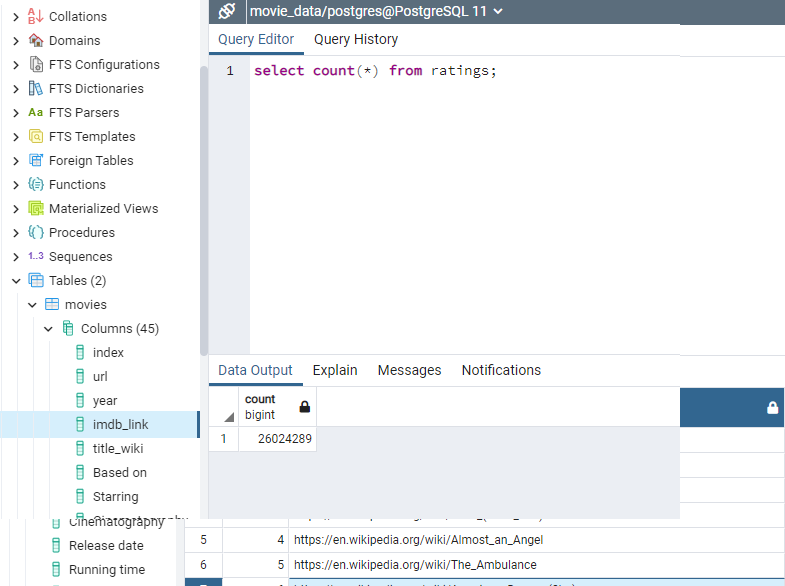 Collations
Domains
FTS Configurations
FTS Dictionaries
Aa FTS Parsers
FTS Templates
Foreign Tables
Functions
Materialized Views
Procedures
1..3 Sequences
Tables (2)
movies
Columns (45)
index
url
year
imdb_link
title_wiki
Based on
Starring
Cinematography
Release date
Running time
movie_data/postgres@PostgreSQL 11
Query Editor Query History
1 select count(*) from ratings;
Data Output Explain Messages Notifications
count
bigint
1 26024289
5 4 https://en.wikipedia.org/wiki/Almost_an_Angel
6 5 https://en.wikipedia.org/wiki/The_Ambulance